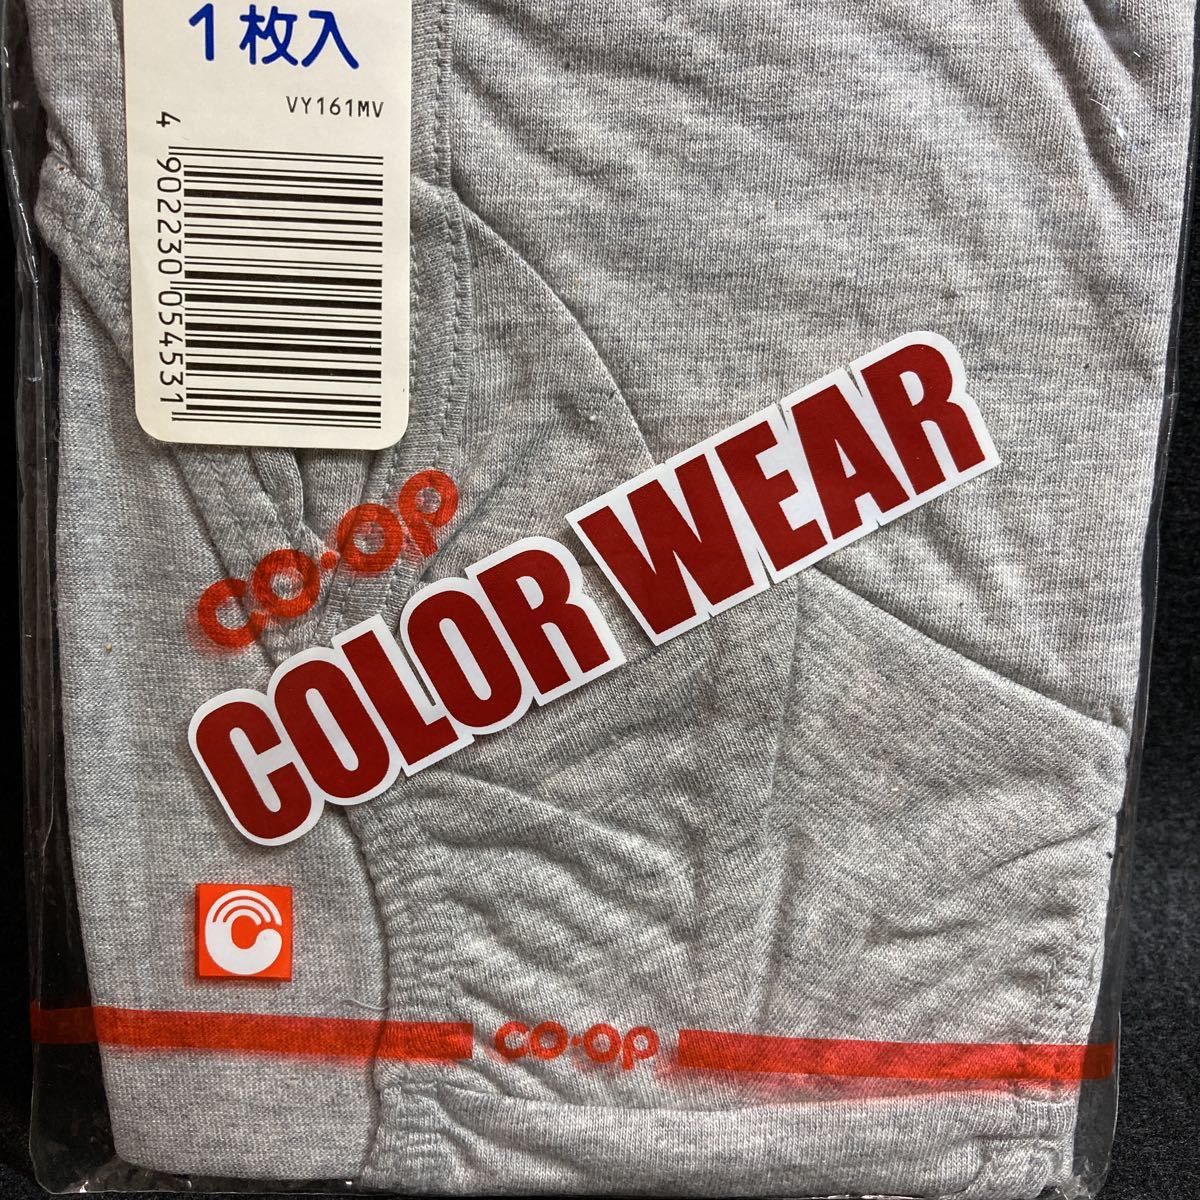 1枚入
VY161MV
4 902230 054531
co·op
COLOR WEAR
co·op